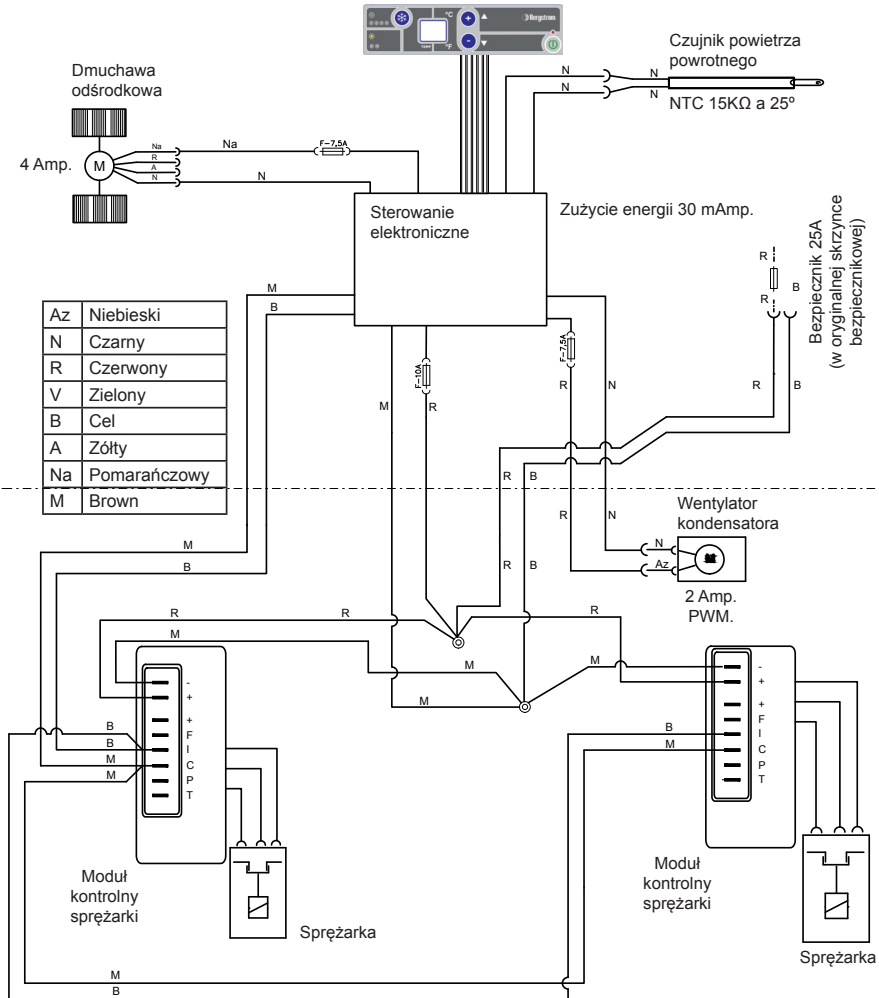 °C
°F
TEMP
Bergstrom
Czujnik powietrza
powrotnego
N
N
N
N
NTC 15KΩ a 25º
Dmuchawa
odśrodkowa
4 Amp.
M
Na
R
A
N
Na
F-7,5A
N
Sterowanie
elektroniczne
Zużycie energii 30 mAmp.
R
R
B
Bezpiecznik 25A
(w oryginalnej skrzynce
bezpiecznikowej)
M
B
Az Niebieski
N Czarny
R Czerwony
V Zielony
B Cel
A Zółty
Na Pomarańczowy
M Brown
F-10A
F-7,5A
M
R
R
N
R
B
R
B
R
N
Wentylator
kondensatora
N
Az
2 Amp.
PWM.
M
B
R
B
R
R
R
M
M
M
M
-
+
+
F
I
C
P
T
B
B
M
M
-
+
+
F
I
C
P
T
B
M
Moduł
kontrolny
sprężarki
Sprężarka
Moduł
kontrolny
sprężarki
Sprężarka
M
B